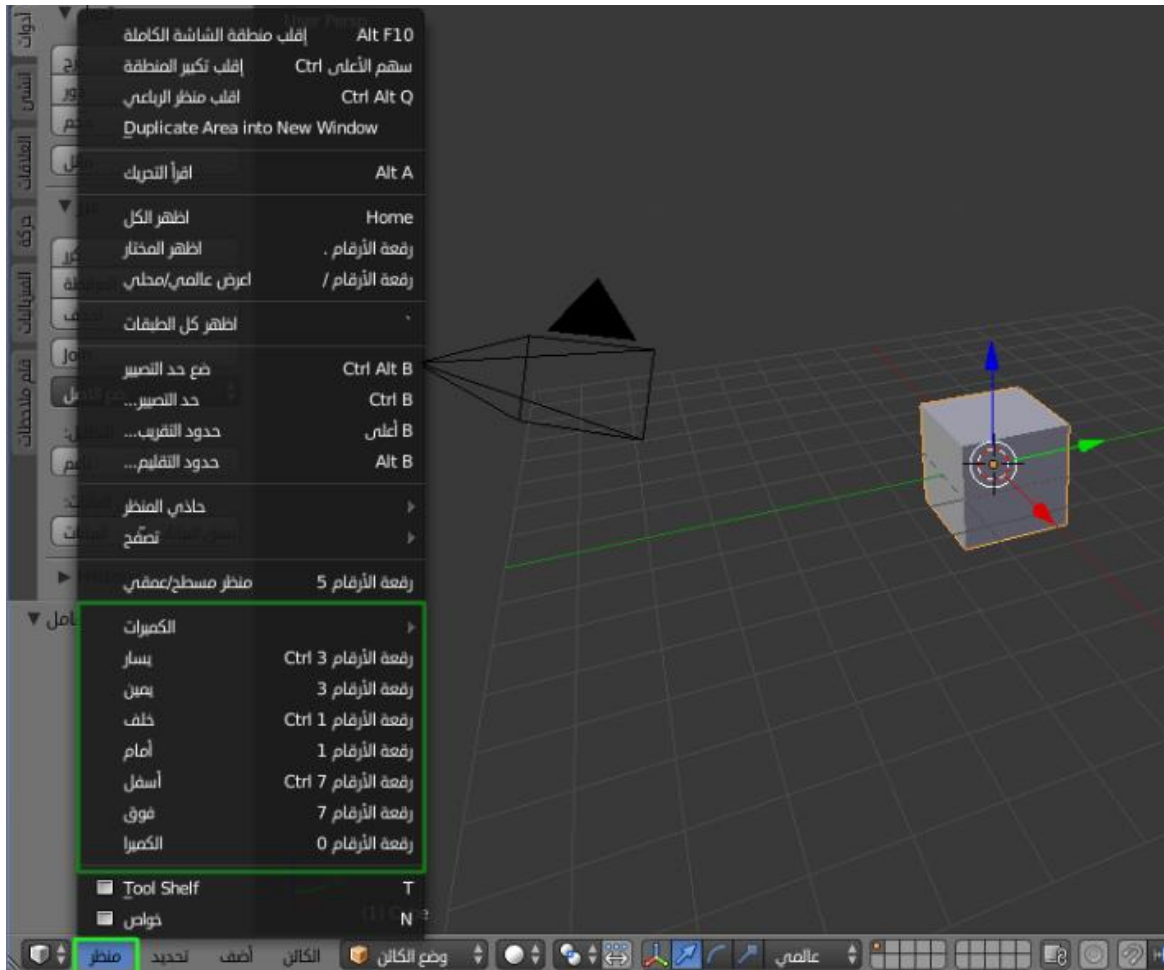 إقلب منطقة الشاشة الكاملة Alt F10
إقلب تكبير المنطقة Ctrl سهم الأعلى
اقلب منظر الرباعي Ctrl Alt Q
Duplicate Area into New Window
اقرأ التحريك Alt A
اظهر الكل Home
اظهر المختار رقعة الأرقام .
اعرض عالمي/محلي رقعة الأرقام /
اظهر كل الطبقات `
ضع حد التصيير Ctrl Alt B
حد التصيير... Ctrl B
حدود التقريب... B أعلى
حدود التقليم... Alt B
حاذي المنظر
تصفّح
منظر مسطح/عمقي رقعة الأرقام 5
الكميرات
يسار Ctrl رقعة الأرقام 3
يمين رقعة الأرقام 3
خلف Ctrl رقعة الأرقام 1
أمام رقعة الأرقام 1
أسفل Ctrl رقعة الأرقام 7
فوق رقعة الأرقام 7
الكميرا رقعة الأرقام 0
Tool Shelf T
خواص N
أدوات
انشئ
العلاقات
حركة
الفيزيائيات
قلم ملاحظات
منظر تحديد أضف الكائن وضع الكائن عالمي